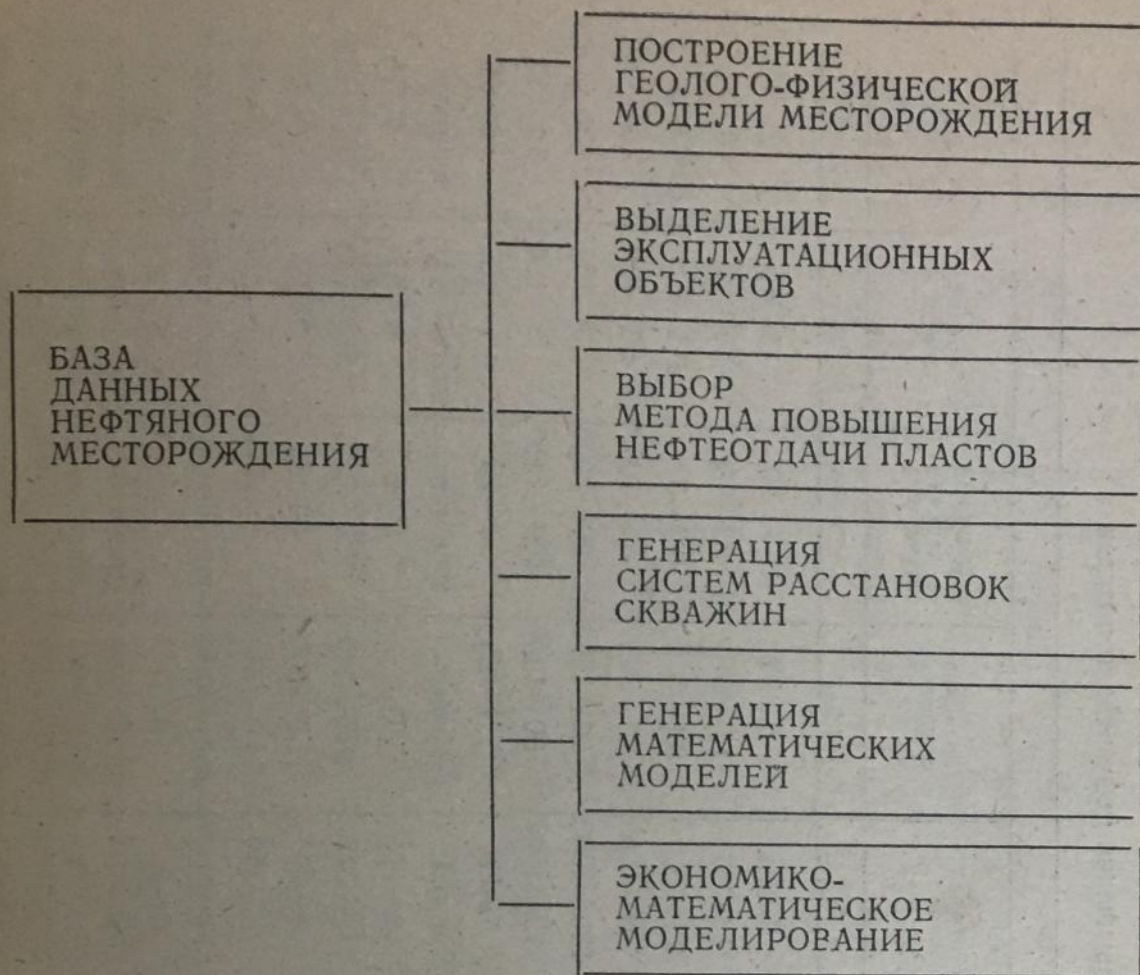 ПОСТРОЕНИЕ
ГЕОЛОГО-ФИЗИЧЕСКОЙ
МОДЕЛИ МЕСТОРОЖДЕНИЯ
ВЫДЕЛЕНИЕ
ЭКСПЛУАТАЦИОННЫХ
ОБЪЕКТОВ
БАЗА
ДАННЫХ
НЕФТЯНОГО
МЕСТОРОЖДЕНИЯ
ВЫБОР
МЕТОДА ПОВЫШЕНИЯ
НЕФТЕОТДАЧИ ПЛАСТОВ
ГЕНЕРАЦИЯ
СИСТЕМ РАССТАНОВОК
СКВАЖИН
ГЕНЕРАЦИЯ
МАТЕМАТИЧЕСКИХ
МОДЕЛЕЙ
ЭКОНОМИКО-
МАТЕМАТИЧЕСКОЕ
МОДЕЛИРОВАНИЕ